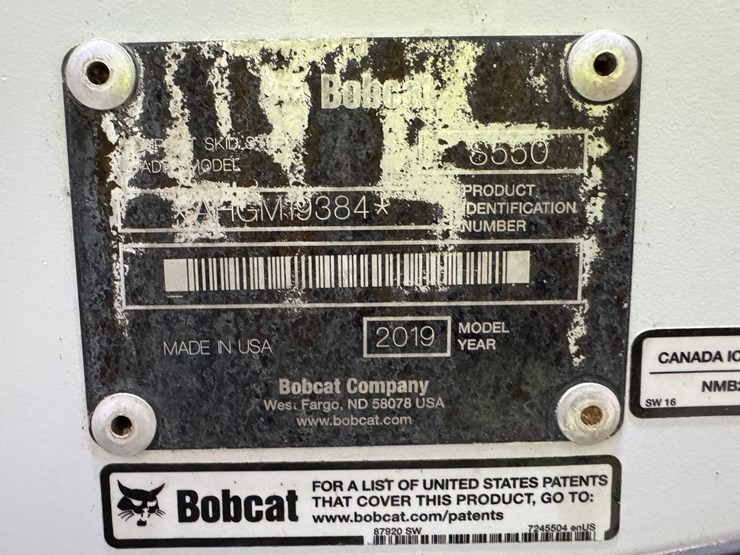 Bobcat
SKID
MODEL
S550
*AHGM19384*
PRODUCT
IDENTIFICATION
NUMBER
MADE IN USA
2019
MODEL
YEAR
Bobcat Company
West Fargo, ND 58078 USA
www.bobcat.com
CANADA
NMB
SW 16
Bobcat
FOR A LIST OF UNITED STATES PATENTS
THAT COVER THIS PRODUCT, GO TO:
www.bobcat.com/patents
87920 SW
7245504 enUS